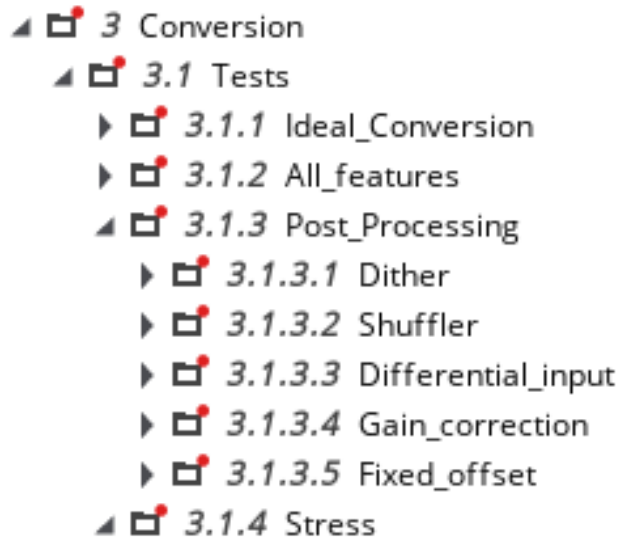 3 Conversion
3.1 Tests
3.1.1 Ideal_Conversion
3.1.2 All_features
3.1.3 Post_Processing
3.1.3.1 Dither
3.1.3.2 Shuffler
3.1.3.3 Differential_input
3.1.3.4 Gain_correction
3.1.3.5 Fixed_offset
3.1.4 Stress